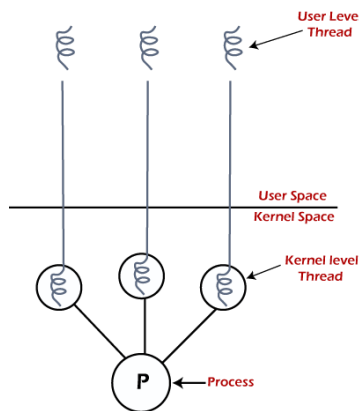 User Leve
Thread
User Space
Kernel Space
Kernel level
Thread
P
Process